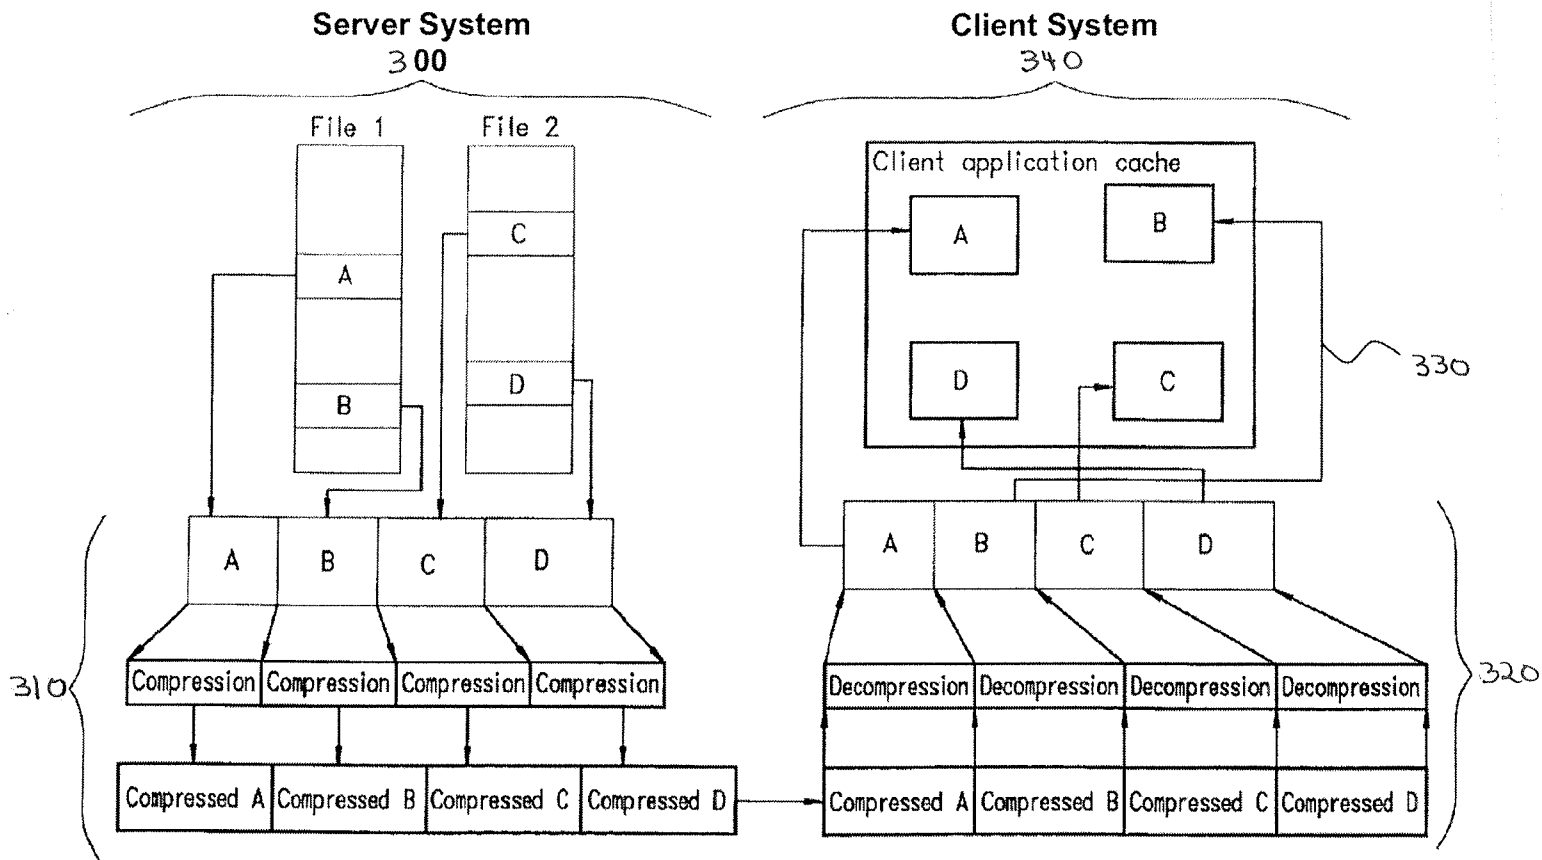 Server System
300
Client System
340
File 1
File 2
C
A
D
B
Client application cache
A
B
D
C
330
A
B
C
D
A
B
C
D
310
Compression
Compression
Compression
Compression
Decompression
Decompression
Decompression
Decompression
320
Compressed A
Compressed B
Compressed C
Compressed D
Compressed A
Compressed B
Compressed C
Compressed D